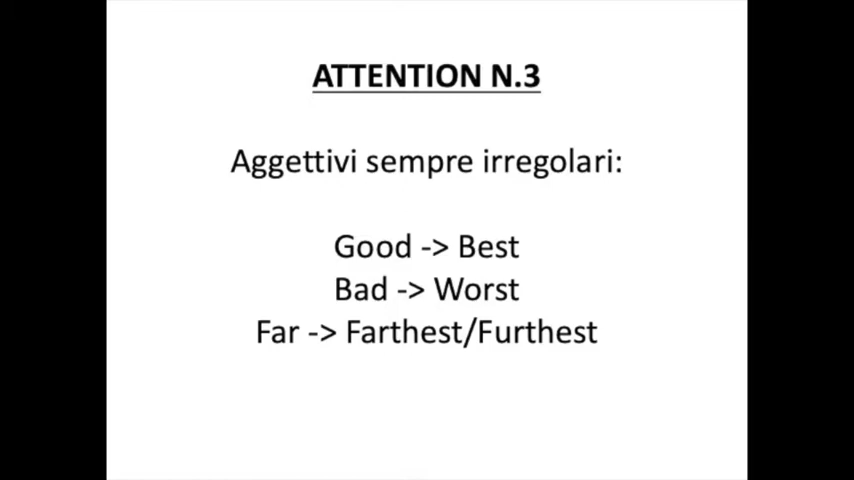 ATTENTION N.3
Aggettivi sempre irregolari:
Good -> Best
Bad -> Worst
Far -> Farthest/Furthest